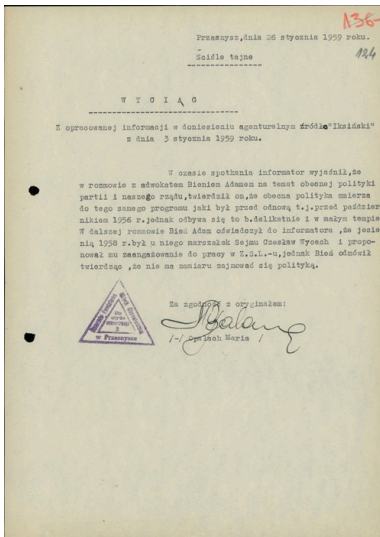 138
Przasnysz,dnia 26 stycznia 1959 roku.
124
Ściśle tajne
W Y C I Ą G
Z opracowanej informacji w doniesieniu agenturalnym źródła "Iksiński"
z dnia 3 stycznia 1959 roku.
W czasie spotkania informator wyjaśnił,że
w rozmowie z adwokatem Bieniem Adamem na temat obecnej polityki
partii i naszego rządu,twierdził on,że obecna polityka zmierza
do tego samego programu jaki był przed odnową t.j.przed paździer
nikiem 1956 r.jednak odbywa się to b.delikatnie i w małym tempie
W dalszej rozmowie Bień Adam oświadczył do informatora ,że jesie
nią 1958 r.był u niego marszałek Sejmu Czesław Wycech i propo-
nował mu zaangażowanie do pracy w Z.S.L.-u,jednak Bień odmówił
twierdząc ,że nie ma zamiaru zajmować się polityką.
Za zgodność z oryginałem:
/-/ Maria /
w Przasnyszu